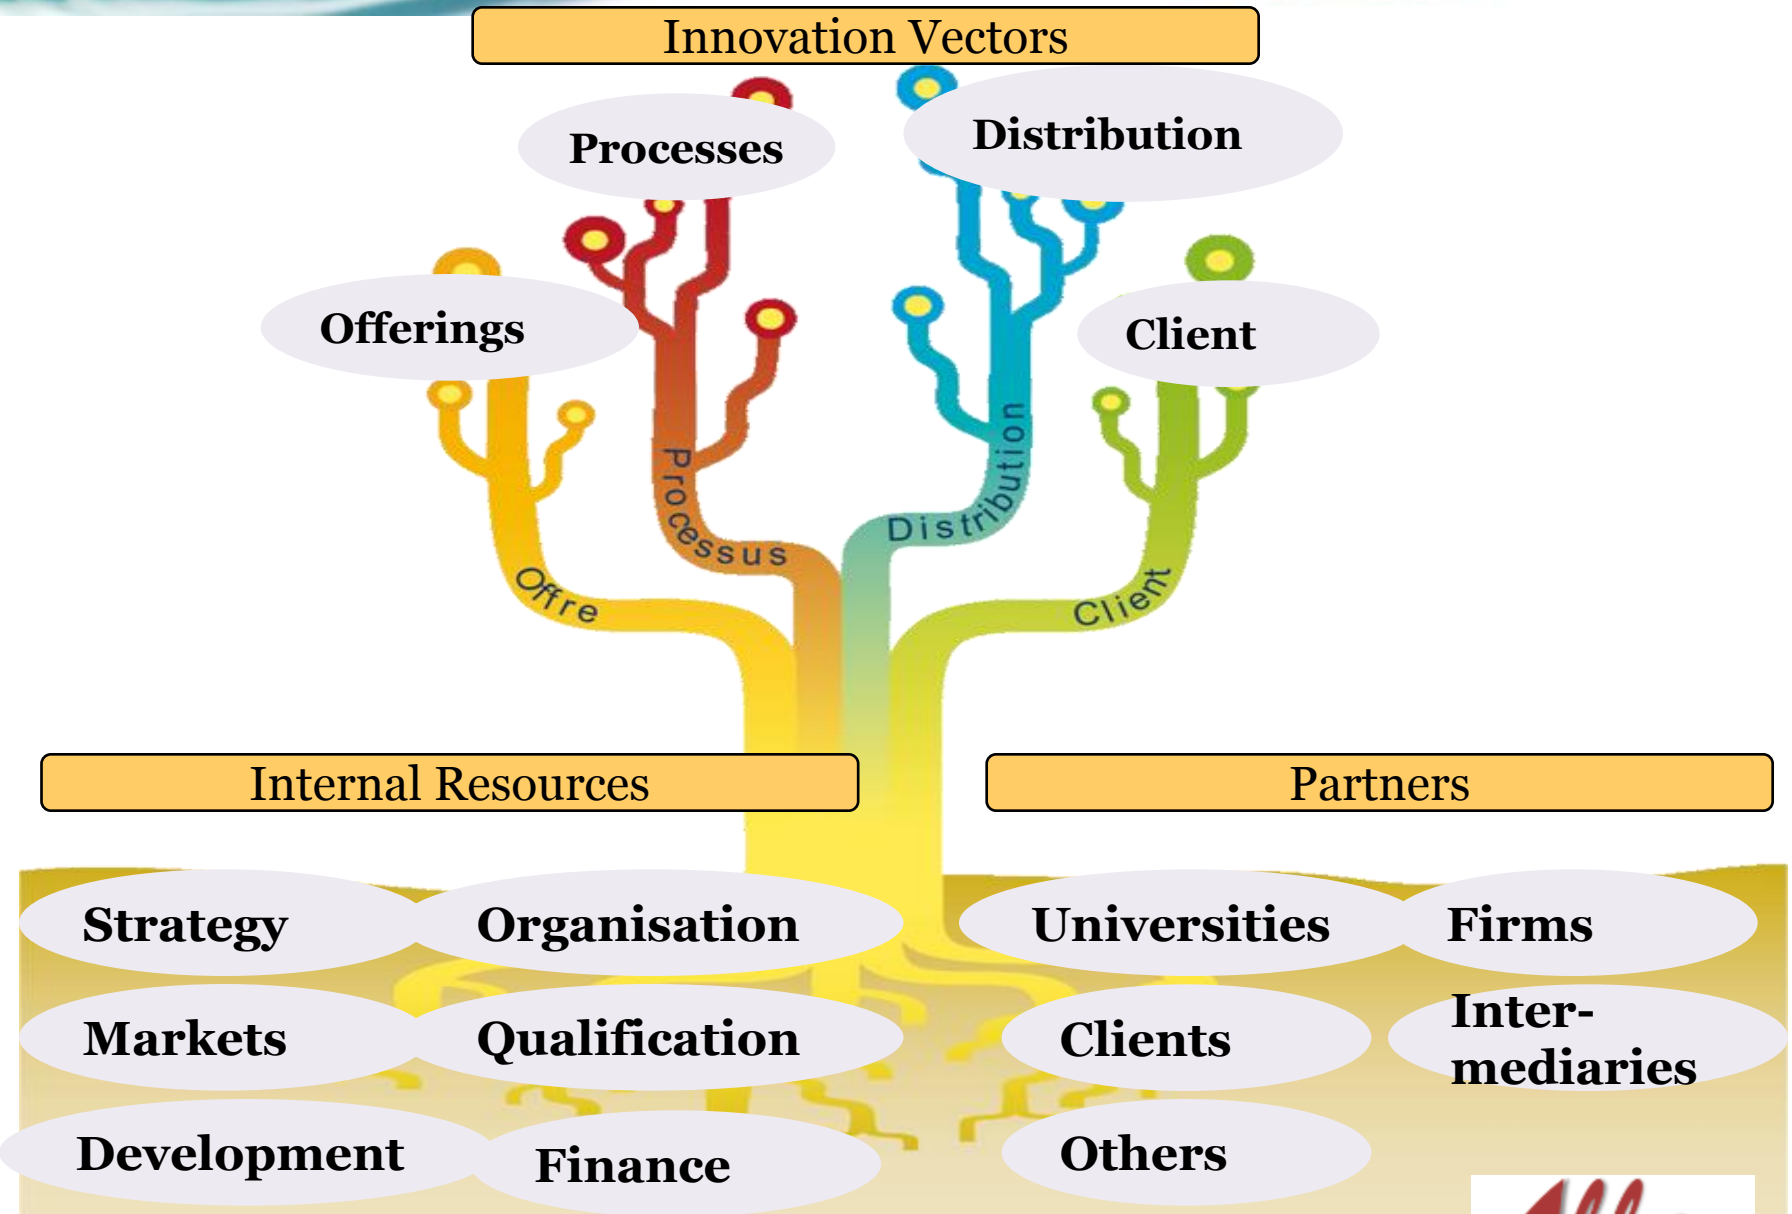 Innovation Vectors
Processes
Distribution
Offerings
Client
Processus
Distribution
Offre
Client
Internal Resources
Partners
Strategy
Organisation
Universities
Firms
Markets
Qualification
Clients
Inter-
mediaries
Development
Finance
Others